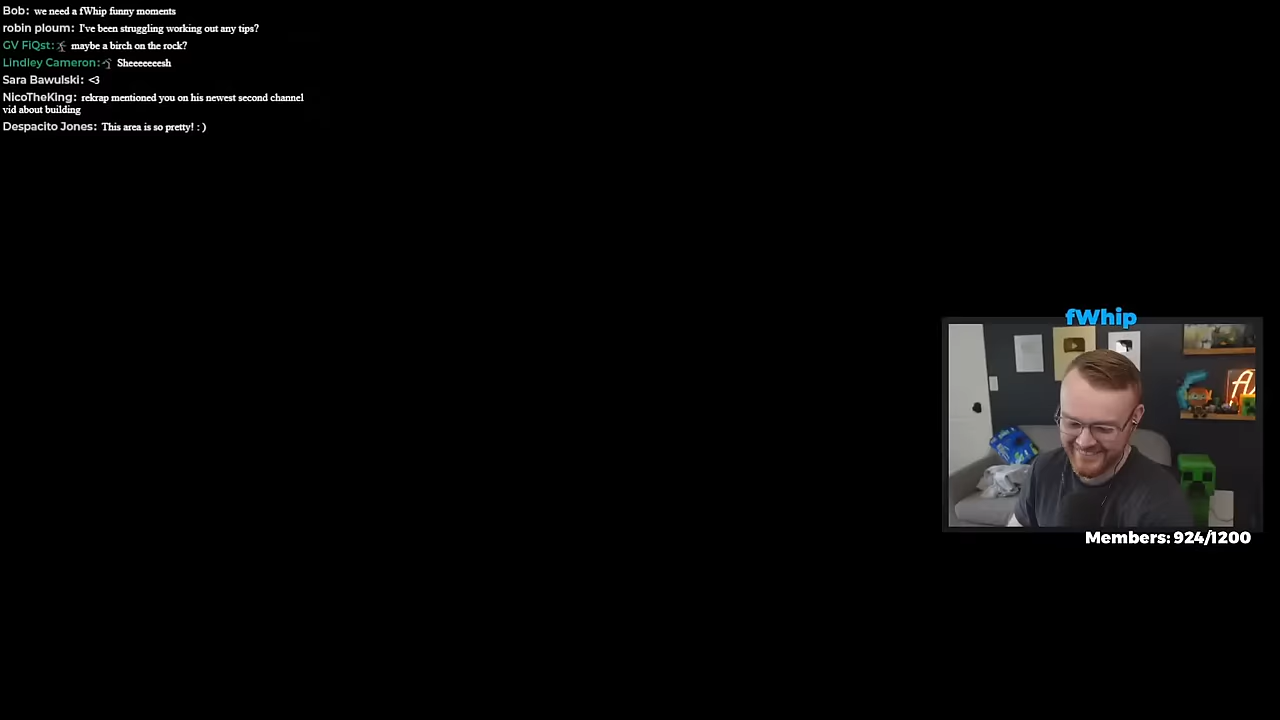 Bob: we need a fWhip funny moments
robin ploum: I've been struggling working out any tips?
GV FiQst: maybe a birch on the rock?
Lindley Cameron: Sheeeeeeesh
Sara Bawulski: <3
NicoTheKing: rekrap mentioned you on his newest second channel
vid about building
Despacito Jones: This area is so pretty! : )
fWhip
Members: 924/1200